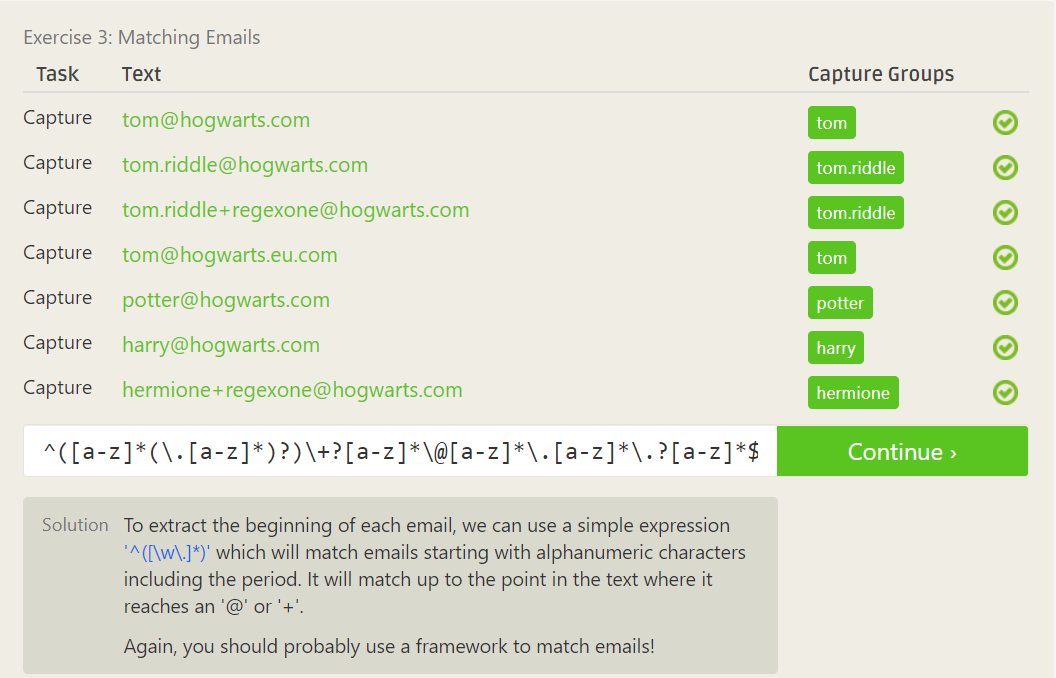 Exercise 3: Matching Emails
Task Text Capture Groups
Capture tom@hogwarts.com tom
Capture tom.riddle@hogwarts.com tom.riddle
Capture tom.riddle+regexone@hogwarts.com tom.riddle
Capture tom@hogwarts.eu.com tom
Capture potter@hogwarts.com potter
Capture harry@hogwarts.com harry
Capture hermione+regexone@hogwarts.com hermione
^([a-z]*(\.[a-z]*)?)\+?[a-z]*\@[a-z]*\.[a-z]*\.?[a-z]*$ Continue ›
Solution To extract the beginning of each email, we can use a simple expression
'^([\w\.]*)' which will match emails starting with alphanumeric characters
including the period. It will match up to the point in the text where it
reaches an '@' or '+'.
Again, you should probably use a framework to match emails!